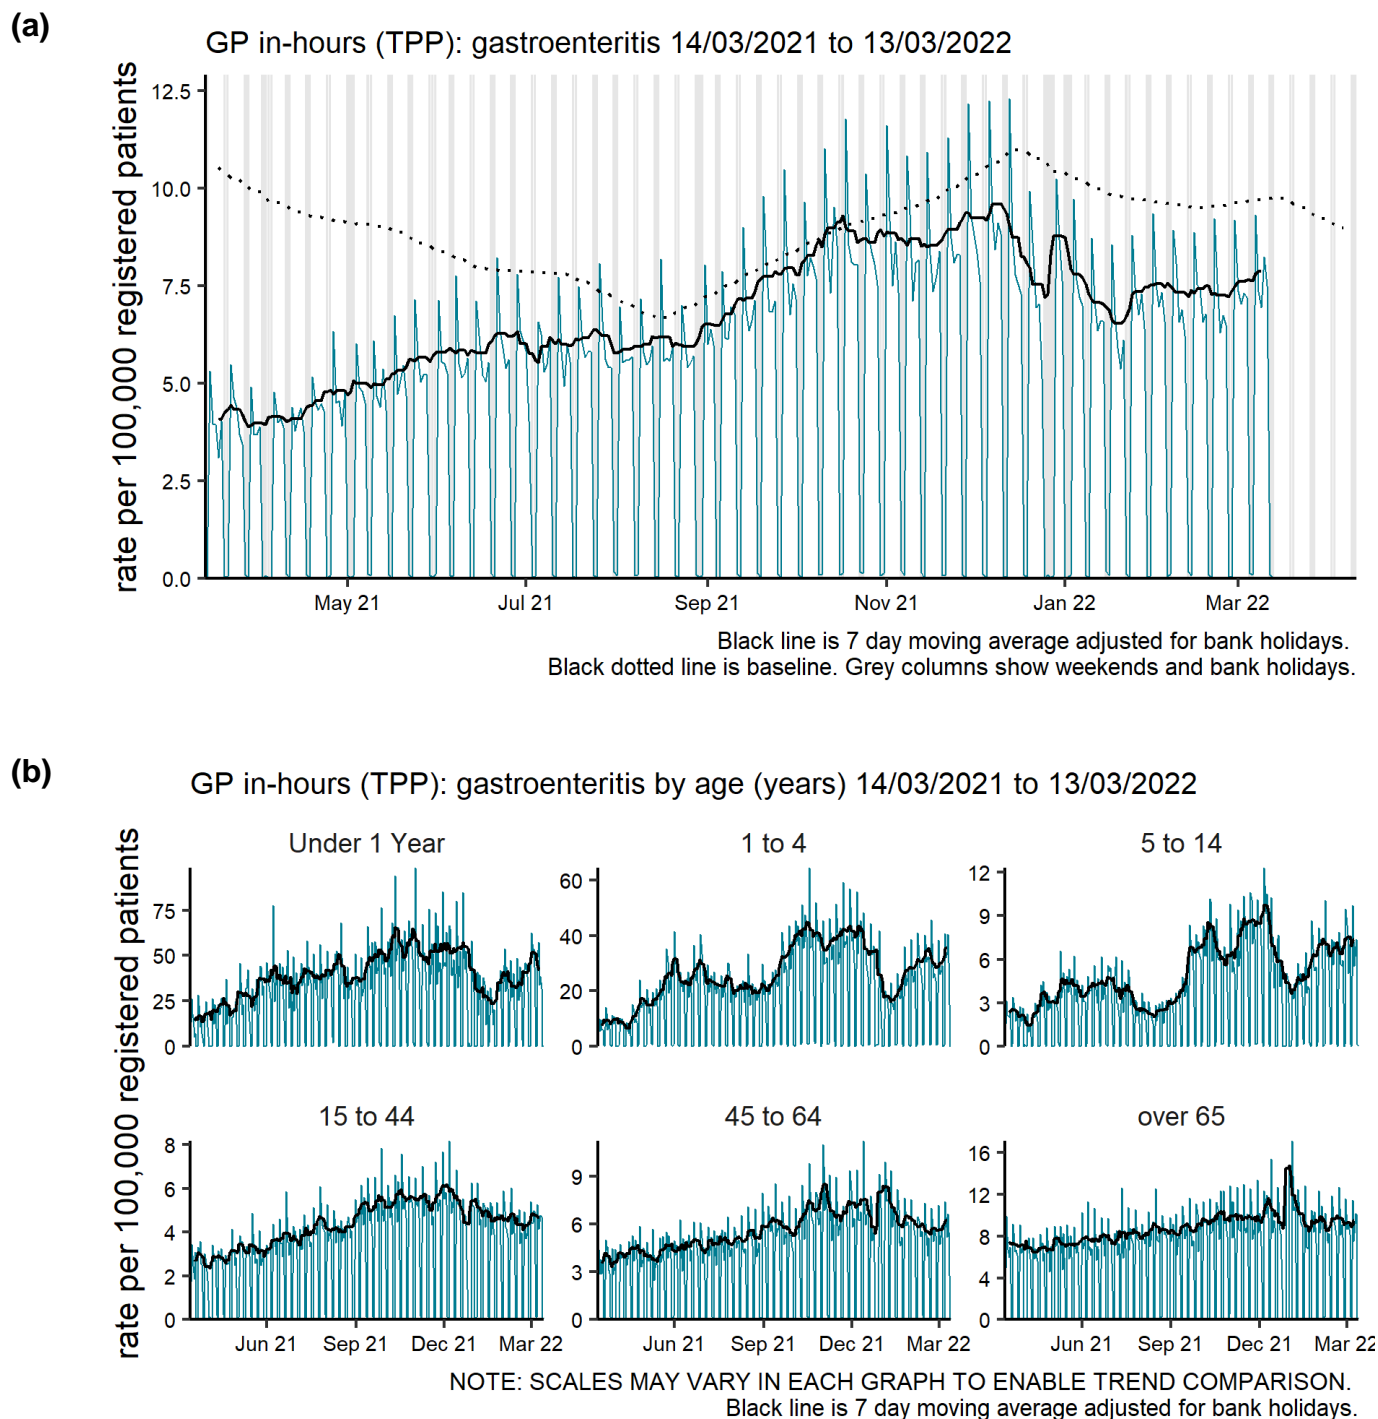 (a)
GP in-hours (TPP): gastroenteritis 14/03/2021 to 13/03/2022
rate per 100,000 registered patients
12.5
10.0
7.5
5.0
2.5
0.0
May 21 Jul 21 Sep 21 Nov 21 Jan 22 Mar 22
Black line is 7 day moving average adjusted for bank holidays.
Black dotted line is baseline. Grey columns show weekends and bank holidays.
(b)
GP in-hours (TPP): gastroenteritis by age (years) 14/03/2021 to 13/03/2022
rate per 100,000 registered patients
Under 1 Year
75
50
25
0
1 to 4
60
40
20
0
5 to 14
12
9
6
3
0
15 to 44
8
6
4
2
0
Jun 21 Sep 21 Dec 21 Mar 22
45 to 64
9
6
3
0
Jun 21 Sep 21 Dec 21 Mar 22
over 65
16
12
8
4
0
Jun 21 Sep 21 Dec 21 Mar 22
NOTE: SCALES MAY VARY IN EACH GRAPH TO ENABLE TREND COMPARISON.
Black line is 7 day moving average adjusted for bank holidays.